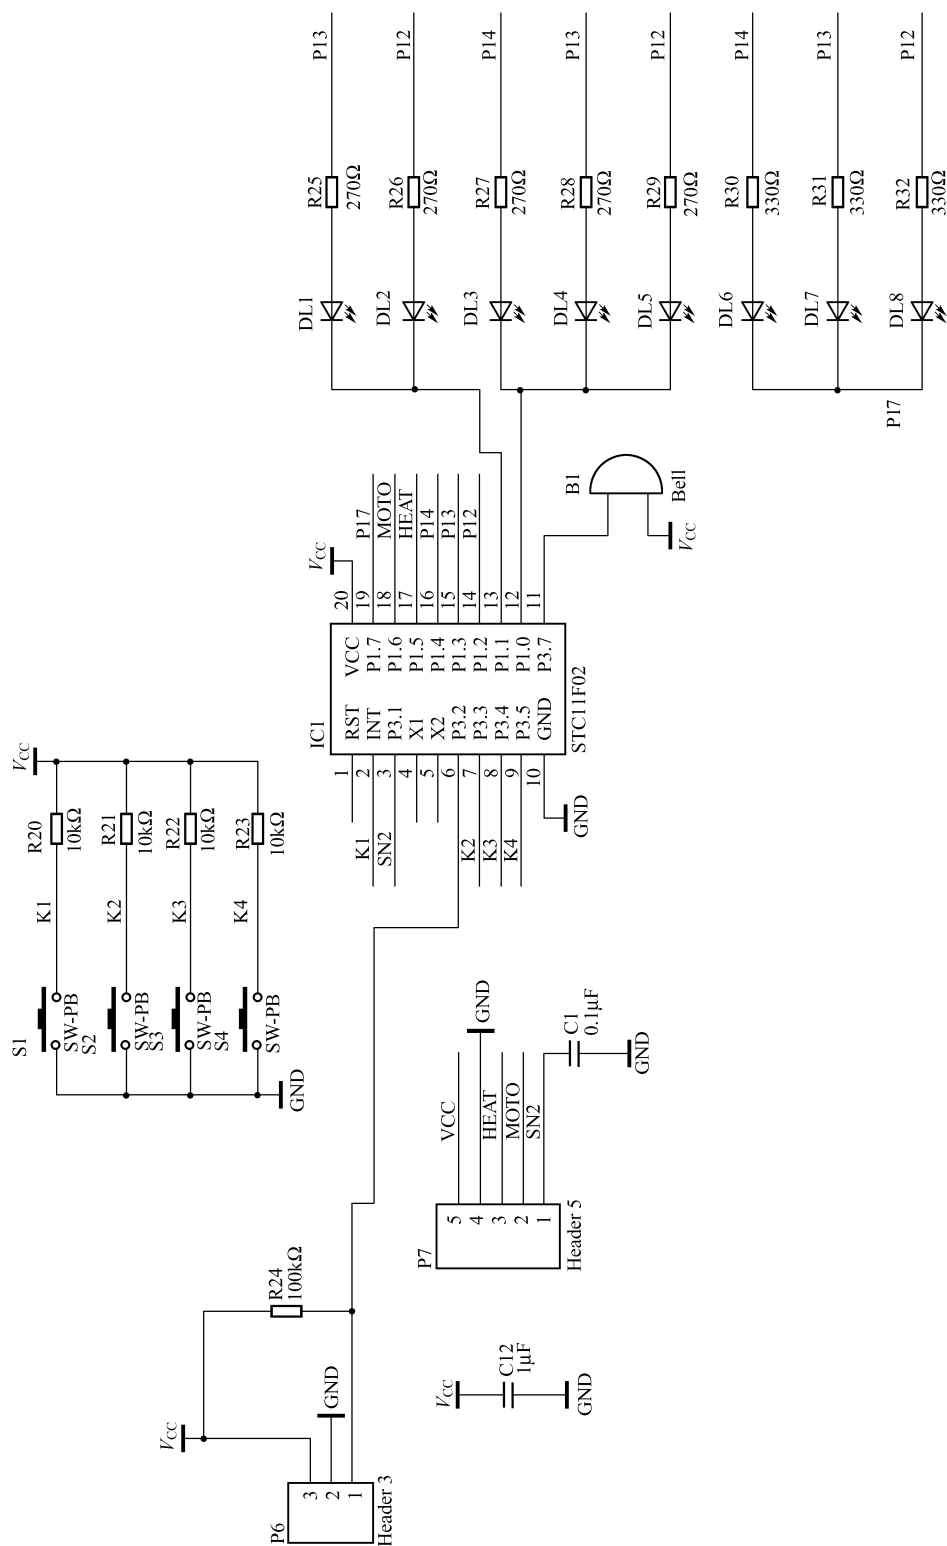 S1
SW-PB
S2
SW-PB
S3
SW-PB
S4
SW-PB
GND
K1
K2
K3
K4
R20
10kΩ
R21
10kΩ
R22
10kΩ
R23
10kΩ
VCC
P6
3
2
1
Header 3
VCC
GND
R24
100kΩ
P7
5
4
3
2
1
Header 5
VCC
HEAT
MOTO
SN2
GND
C1
0.1μF
GND
VCC
C12
1μF
GND
K1
SN2
K2
K3
K4
GND
1
2
3
4
5
6
7
8
9
10
IC1
RST
INT
P3.1
X1
X2
P3.2
P3.3
P3.4
P3.5
GND
VCC
P1.7
P1.6
P1.5
P1.4
P1.3
P1.2
P1.1
P1.0
P3.7
STC11F02
20
19
18
17
16
15
14
13
12
11
VCC
P17
MOTO
HEAT
P14
P13
P12
B1
Bell
VCC
DL1
R25
270Ω
P13
DL2
R26
270Ω
P12
DL3
R27
270Ω
P14
DL4
R28
270Ω
P13
DL5
R29
270Ω
P12
DL6
R30
330Ω
P14
DL7
R31
330Ω
P13
DL8
R32
330Ω
P12
P17